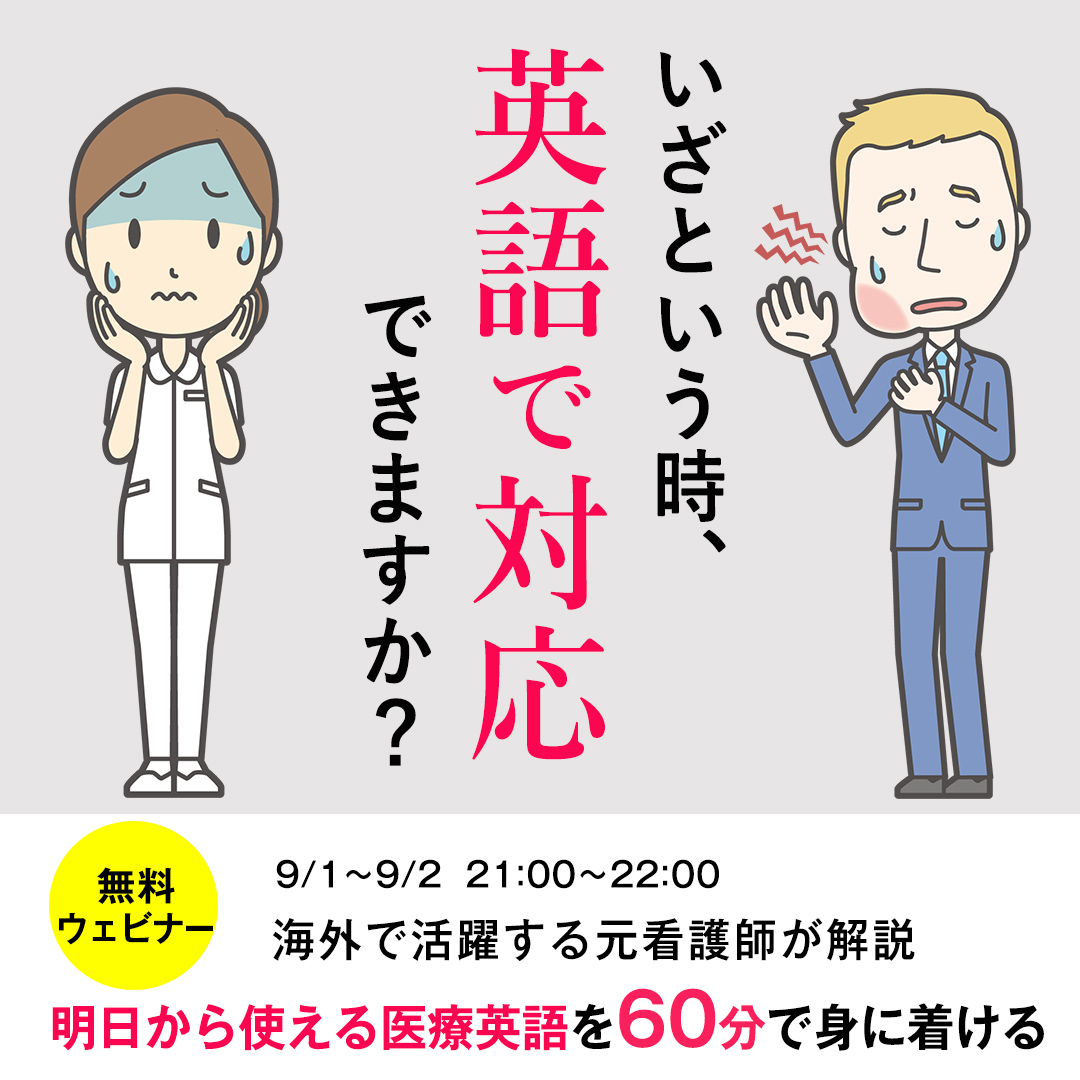 いざという時、
英語で対応
できますか?
無料
ウェビナー
9/1~9/2 21:00~22:00
海外で活躍する元看護師が解説
明日から使える医療英語を60分で身に着ける